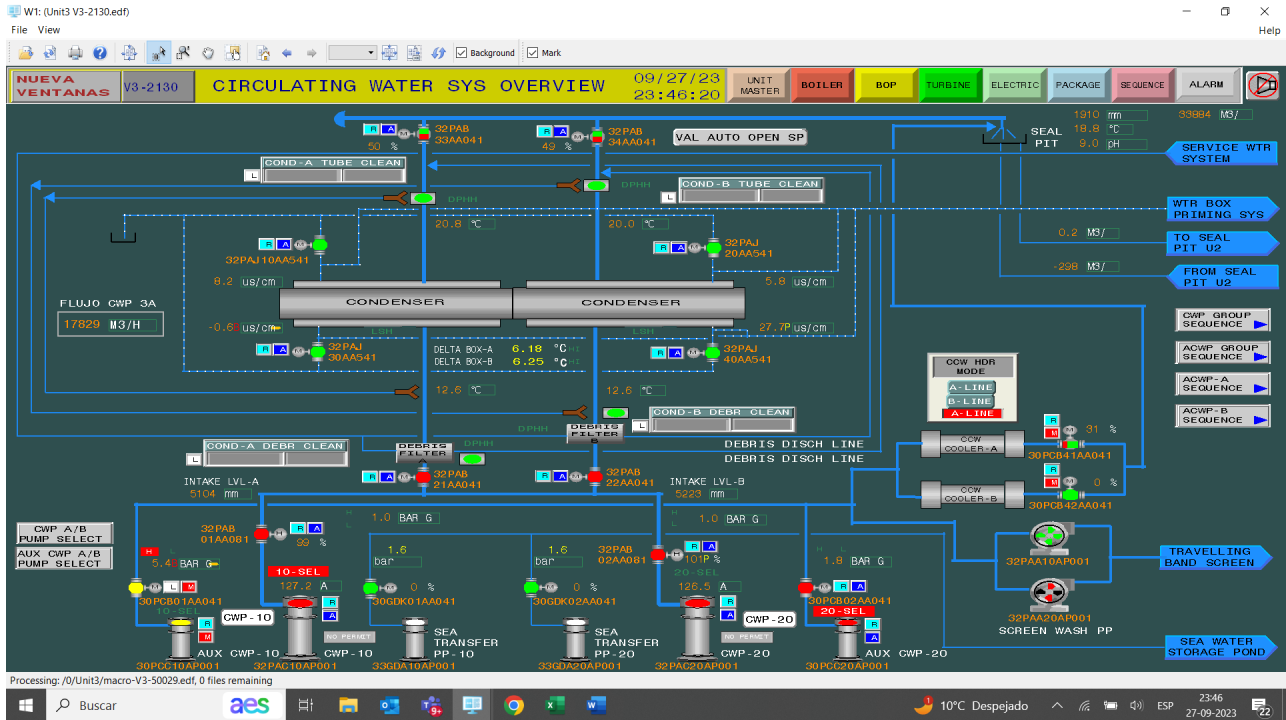 W1: (Unit3 V3-2130.edf)
File View
Help
Background
Mark
NUEVA VENTANAS
V3-2130
CIRCULATING WATER SYS OVERVIEW
09/27/23
23:46:20
UNIT MASTER
BOILER
BOP
TURBINE
ELECTRIC
PACKAGE
SEQUENCE
ALARM
R A M
32PAB
33AA041
50 %
R A M
32PAB
34AA041
49 %
VAL AUTO OPEN SP
SEAL
PIT
1910 mm
18.8 °C
9.0 pH
33884 M3/
SERVICE WTR
SYSTEM
COND-A TUBE CLEAN
L
DPHH
DPHH
COND-B TUBE CLEAN
L
WTR BOX
PRIMING SYS
20.8 °C
20.0 °C
0.2 M3/
TO SEAL
PIT U2
R A M
32PAJ10AA541
R A M
32PAJ
20AA541
-298 M3/
FROM SEAL
PIT U2
8.2 us/cm
5.8 us/cm
CONDENSER
CONDENSER
FLUJO CWP 3A
17829 M3/H
us/cm
LSH
LSH
27.7P us/cm
CWP GROUP
SEQUENCE
R A M
32PAJ
30AA541
DELTA BOX-A 6.18 °C
DELTA BOX-B 6.25 °C
R A M
32PAJ
40AA541
ACWP GROUP
SEQUENCE
CCW HDR
MODE
A-LINE
B-LINE
A-LINE
ACWP-A
SEQUENCE
12.6 °C
12.6 °C
ACWP-B
SEQUENCE
COND-B DEBR CLEAN
L
DPHH
DEBRIS
FILTER
B
COND-A DEBR CLEAN
L
DEBRIS
FILTER
DPHH
DEBRIS DISCH LINE
DEBRIS DISCH LINE
CCW
COOLER-A
R
M
M
31 %
30PCB41AA041
R A M
32PAB
21AA041
R A M
32PAB
22AA041
INTAKE LVL-A
5104 mm
INTAKE LVL-B
5223 mm
CCW
COOLER-B
R
M
M
0 %
30PCB42AA041
CWP A/B
PUMP SELECT
AUX CWP A/B
PUMP SELECT
32PAB
01AA081
R A
M
99 %
1.0 BAR G
1.0 BAR G
32PAB
02AA081
R A
M
101P %
20-SEL
H L
BAR G
1.6
bar
1.6
bar
H L
1.8 BAR G
32PAA10AP001
TRAVELLING
BAND SCREEN
10-SEL
127.2 A
126.5 A
M L M
30PCB01AA041
10-SEL
M 0 %
30GDK01AA041
M 0 %
30GDK02AA041
M R A
30PCB02AA041
20-SEL
32PAA20AP001
SCREEN WASH PP
R
M
CWP-10
R
A
NO PERMET
R
A
CWP-20
NO PERMET
R
A
SEA
TRANSFER
PP-10
SEA
TRANSFER
PP-20
AUX CWP-10
CWP-10
CWP-20
AUX CWP-20
SEA WATER
STORAGE POND
30PCC10AP001
32PAC10AP001
33GDA10AP001
33GDA20AP001
32PAC20AP001
30PCC20AP001
Processing: /0/Unit3/macro-V3-50029.edf, 0 files remaining
Buscar
aes
9+
10°C Despejado
ESP
23:46
27-09-2023
22